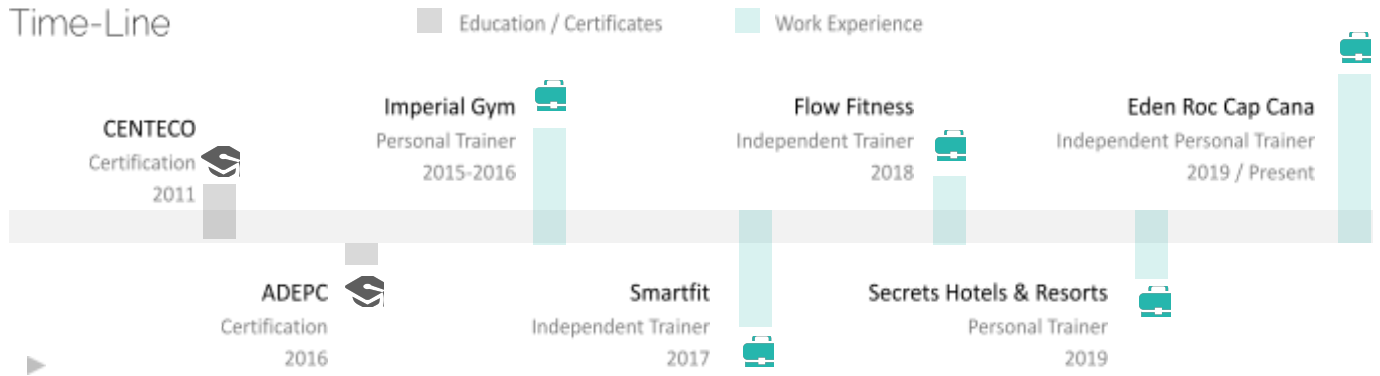 Time-Line
Education / Certificates
Work Experience
CENTECO
Certification
2011
ADEPC
Certification
2016
Imperial Gym
Personal Trainer
2015-2016
Smartfit
Independent Trainer
2017
Flow Fitness
Independent Trainer
2018
Secrets Hotels & Resorts
Personal Trainer
2019
Eden Roc Cap Cana
Independent Personal Trainer
2019 / Present